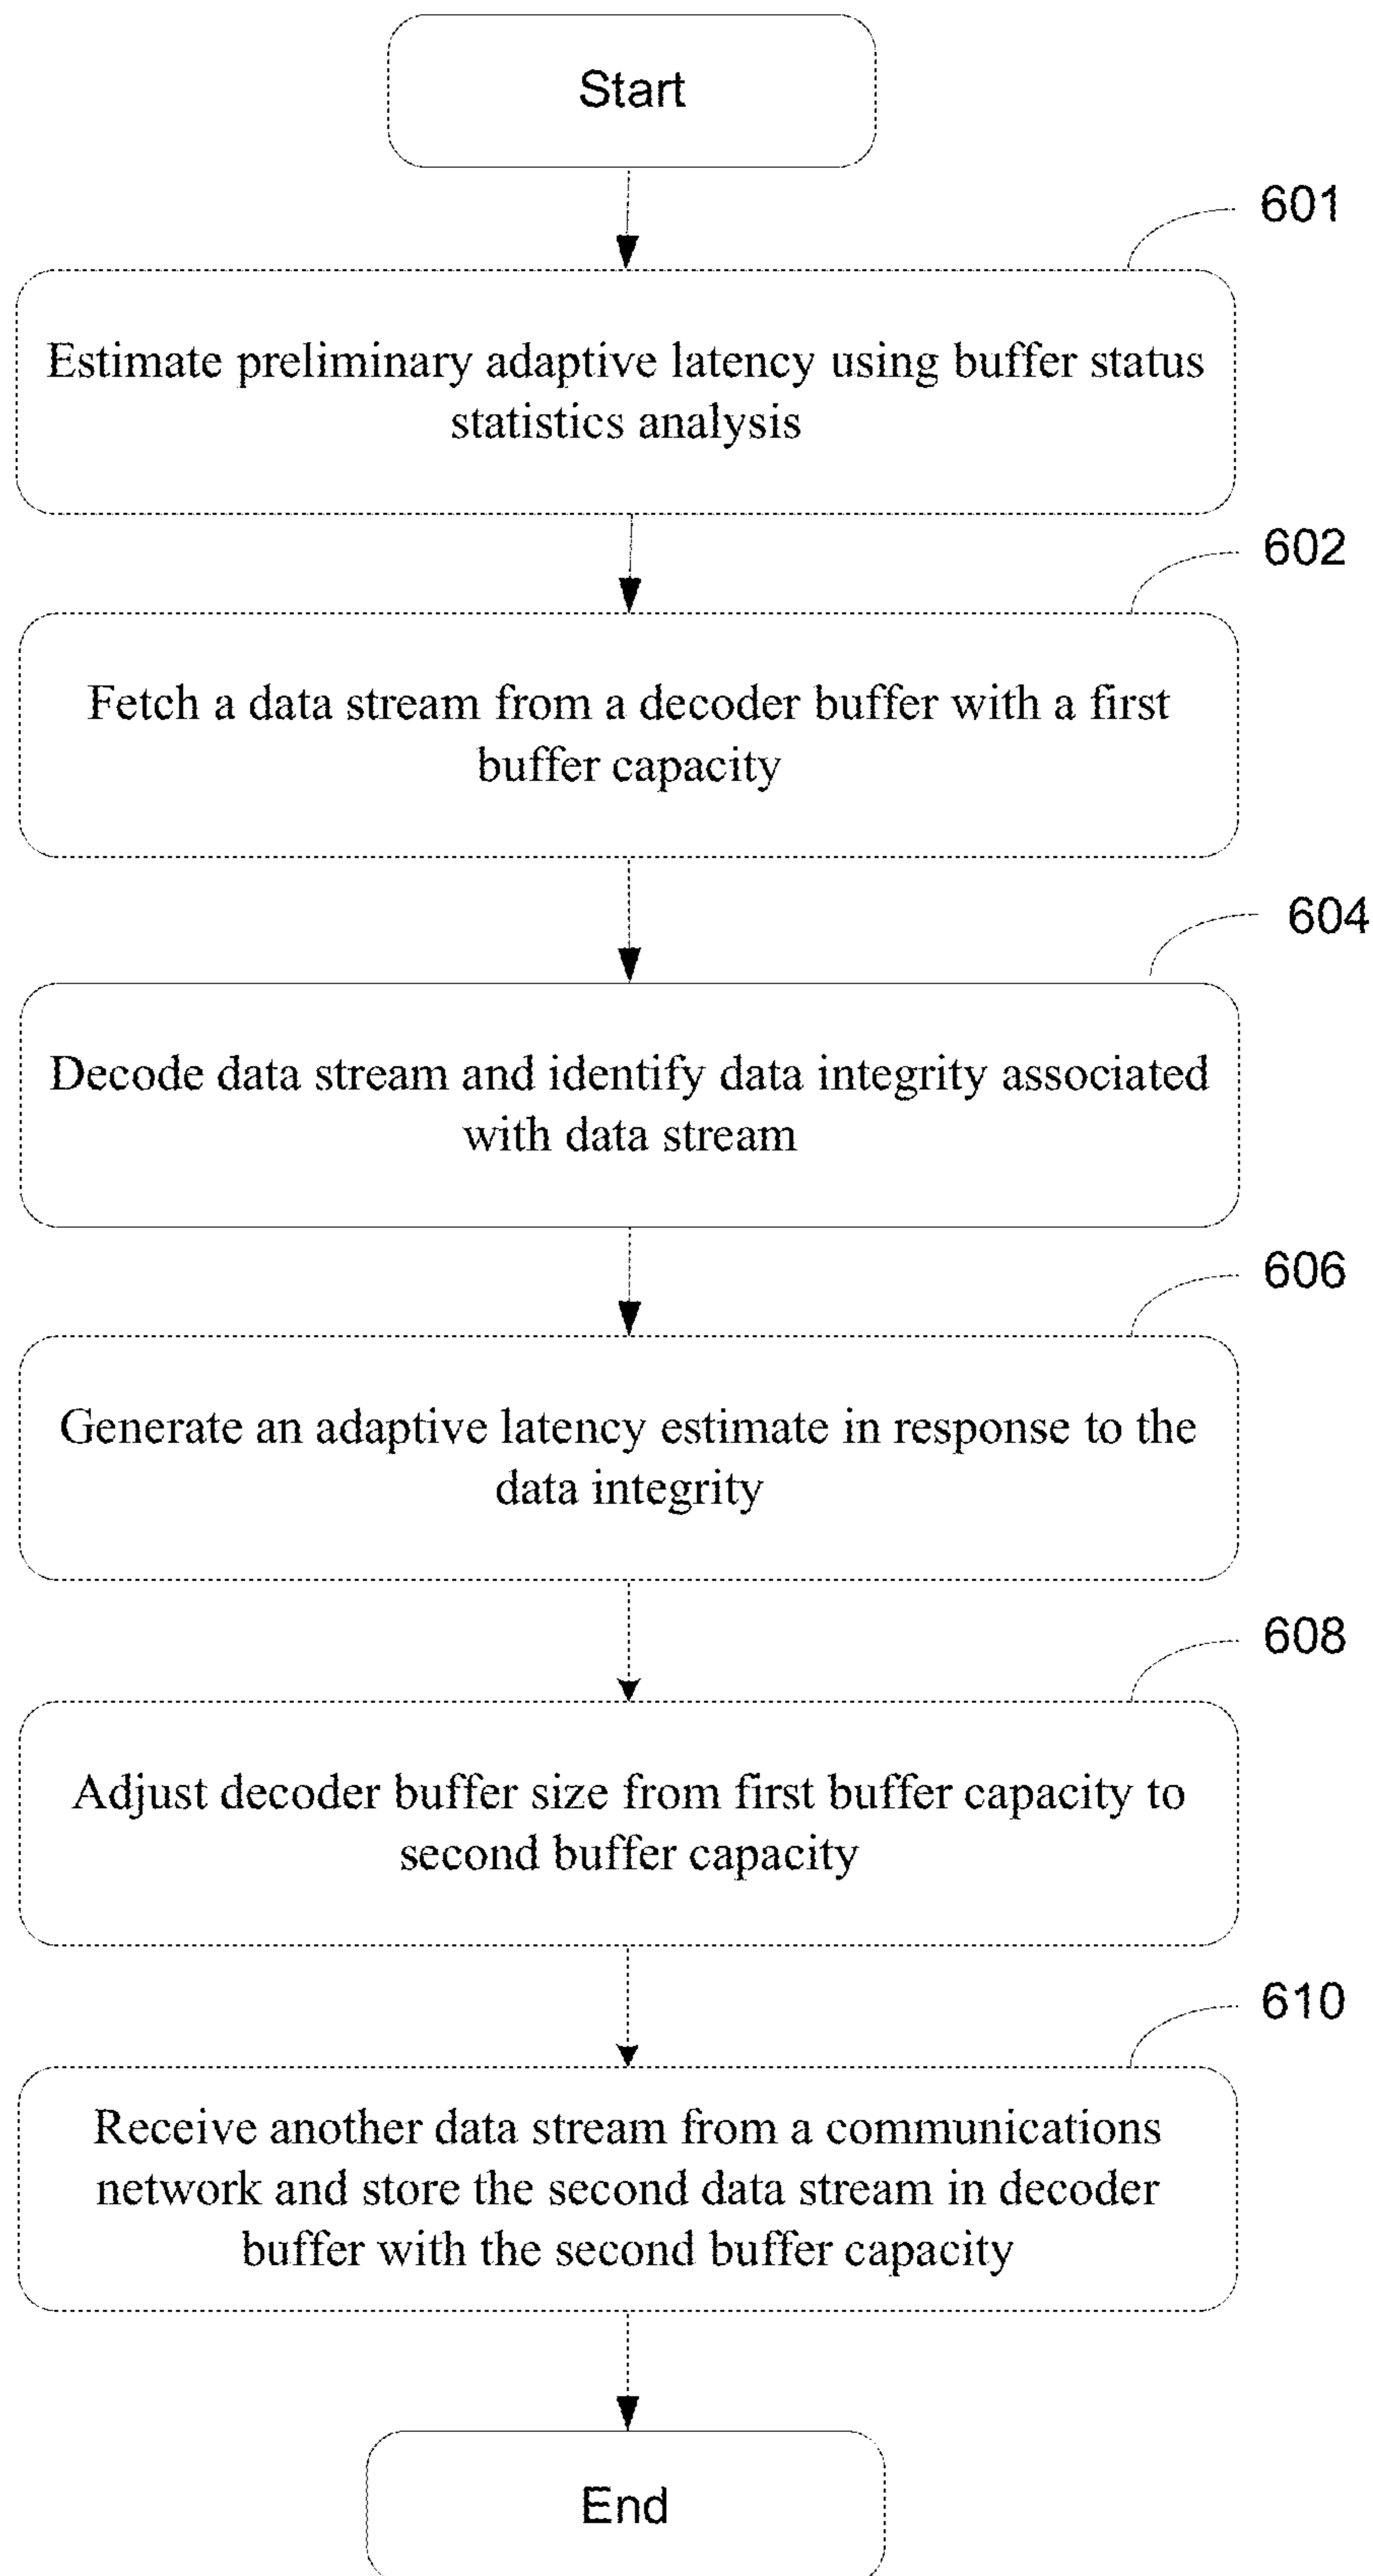 Start
601
Estimate preliminary adaptive latency using buffer status
statistics analysis
602
Fetch a data stream from a decoder buffer with a first
buffer capacity
604
Decode data stream and identify data integrity associated
with data stream
606
Generate an adaptive latency estimate in response to the
data integrity
608
Adjust decoder buffer size from first buffer capacity to
second buffer capacity
610
Receive another data stream from a communications
network and store the second data stream in decoder
buffer with the second buffer capacity
End